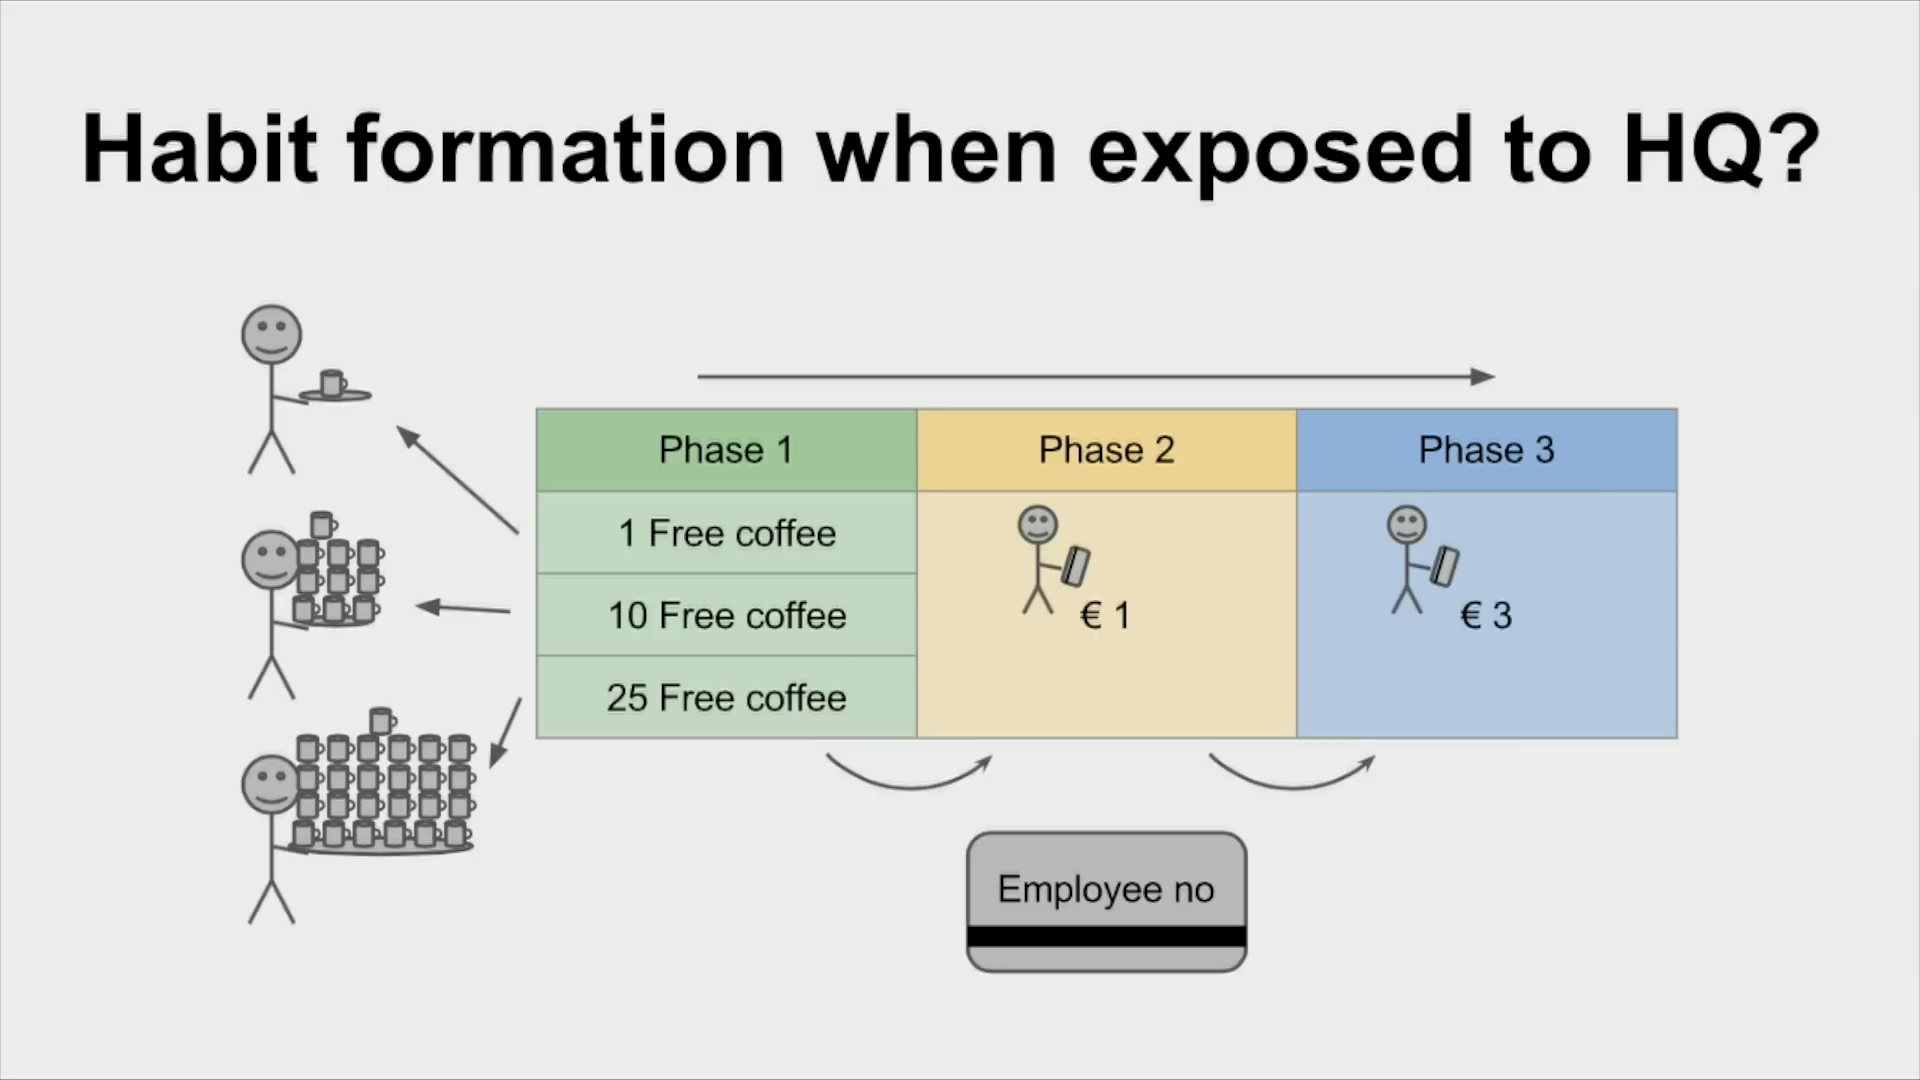 Habit formation when exposed to HQ?
Phase 1
Phase 2
Phase 3
1 Free coffee
10 Free coffee
€ 1
€ 3
25 Free coffee
Employee no